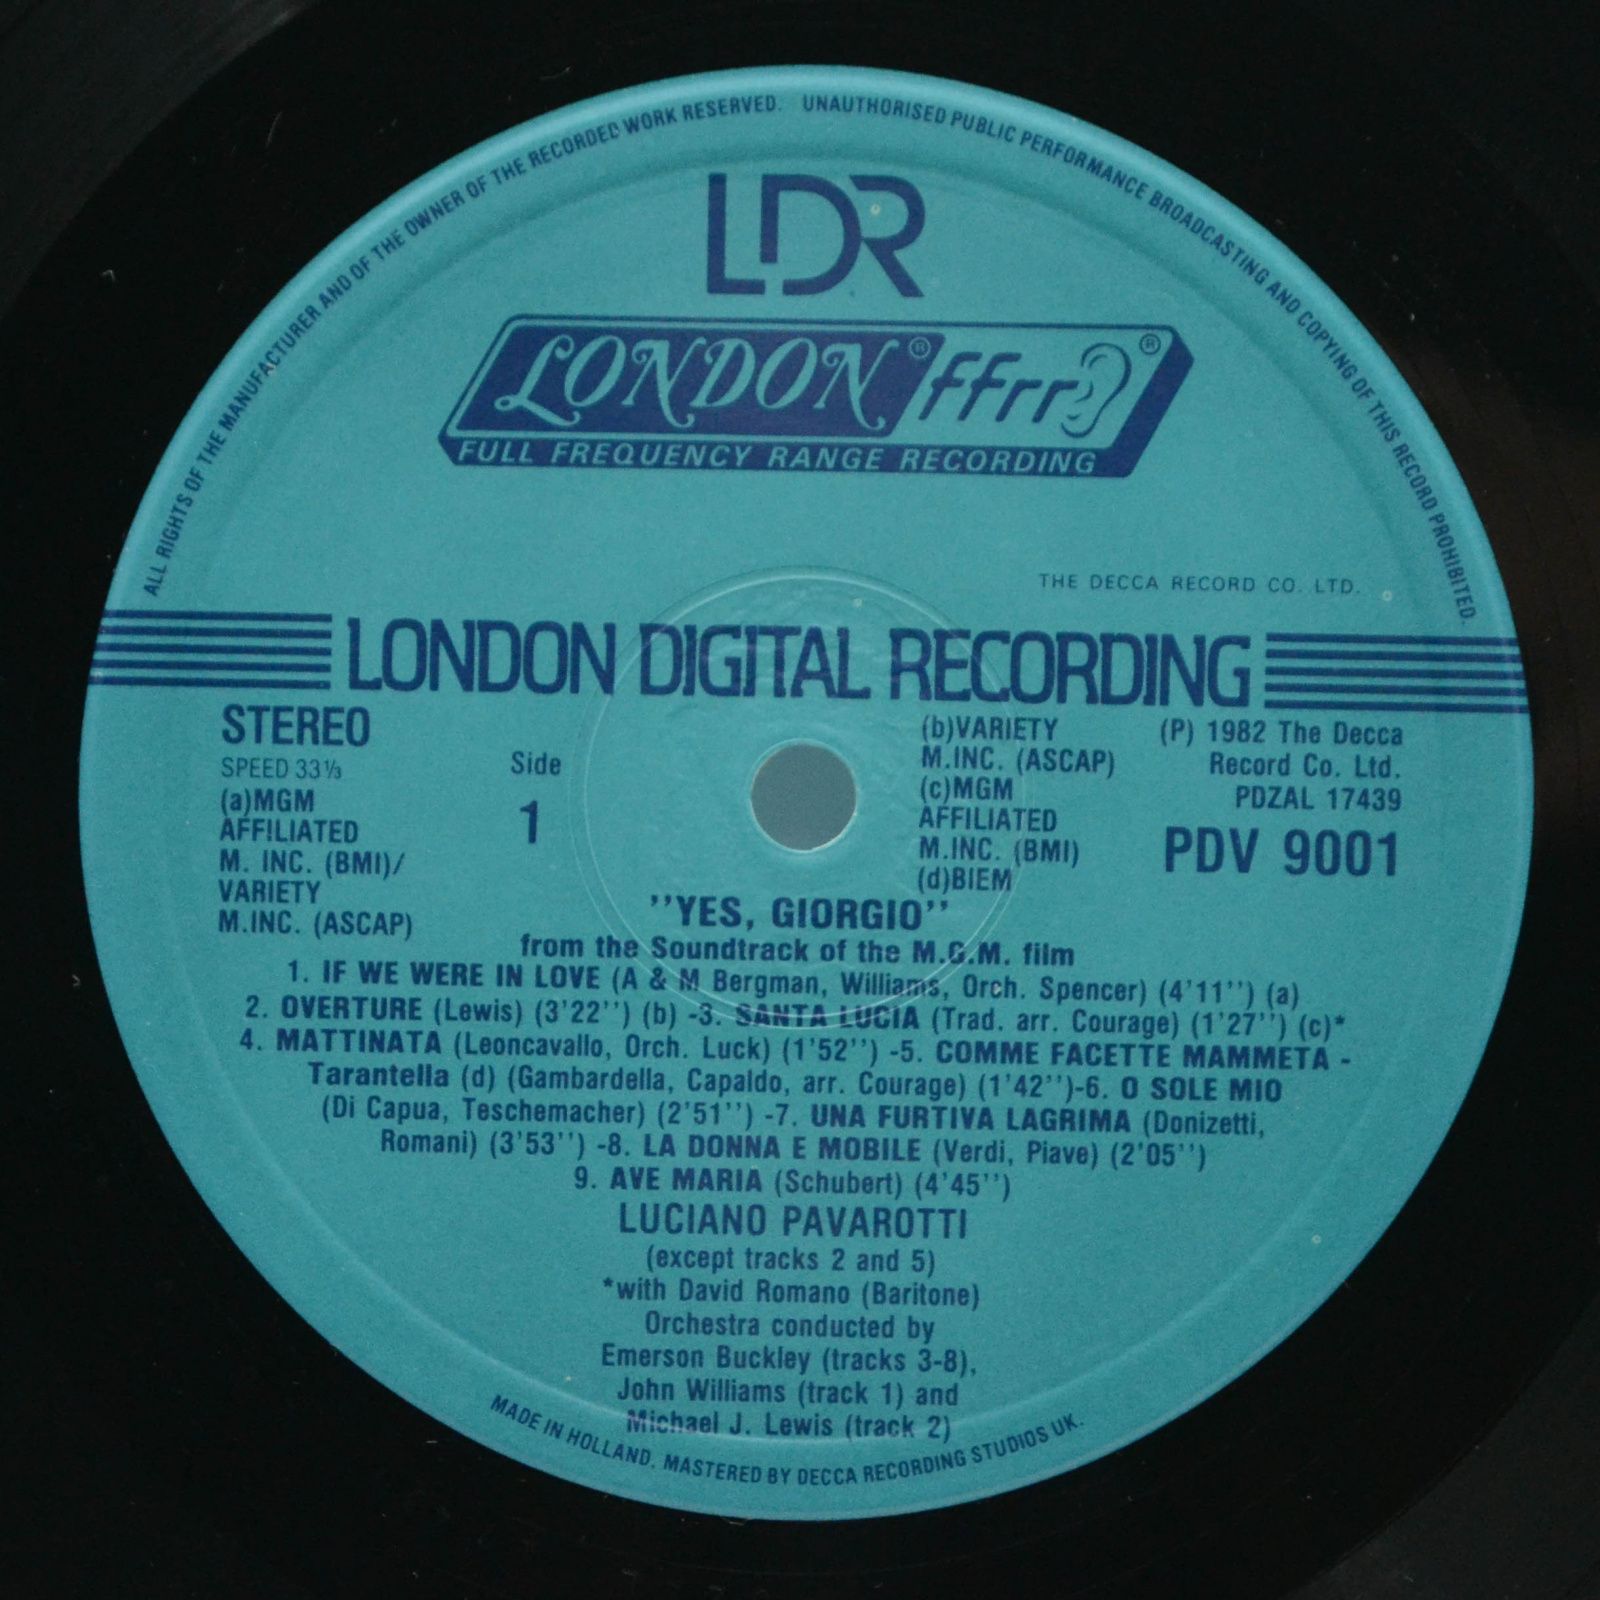 ALL RIGHTS OF THE MANUFACTURER AND OF THE OWNER OF THE RECORDED WORK RESERVED. UNAUTHORISED PUBLIC PERFORMANCE BROADCASTING AND COPYING OF THIS RECORD PROHIBITED.
LDR
LONDON® ffrr®
FULL FREQUENCY RANGE RECORDING
THE DECCA RECORD CO. LTD.
LONDON DIGITAL RECORDING
STEREO
SPEED 33⅓
(a)MGM
AFFILIATED
M. INC. (BMI)/
VARIETY
M.INC. (ASCAP)
Side
1
(b)VARIETY
M.INC. (ASCAP)
(c)MGM
AFFILIATED
M.INC. (BMI)
(d)BIEM
(P) 1982 The Decca
Record Co. Ltd.
PDZAL 17439
PDV 9001
''YES, GIORGIO''
from the Soundtrack of the M.G.M. film
1. IF WE WERE IN LOVE (A & M Bergman, Williams, Orch. Spencer) (4'11'') (a)
2. OVERTURE (Lewis) (3'22'') (b) -3. SANTA LUCIA (Trad. arr. Courage) (1'27'') (c)*
4. MATTINATA (Leoncavallo, Orch. Luck) (1'52'') -5. COMME FACETTE MAMMETA -
Tarantella (d) (Gambardella, Capaldo, arr. Courage) (1'42'')-6. O SOLE MIO
(Di Capua, Teschemacher) (2'51'') -7. UNA FURTIVA LAGRIMA (Donizetti,
Romani) (3'53'') -8. LA DONNA E MOBILE (Verdi, Piave) (2'05'')
9. AVE MARIA (Schubert) (4'45'')
LUCIANO PAVAROTTI
(except tracks 2 and 5)
*with David Romano (Baritone)
Orchestra conducted by
Emerson Buckley (tracks 3-8),
John Williams (track 1) and
Michael J. Lewis (track 2)
MADE IN HOLLAND. MASTERED BY DECCA RECORDING STUDIOS UK.